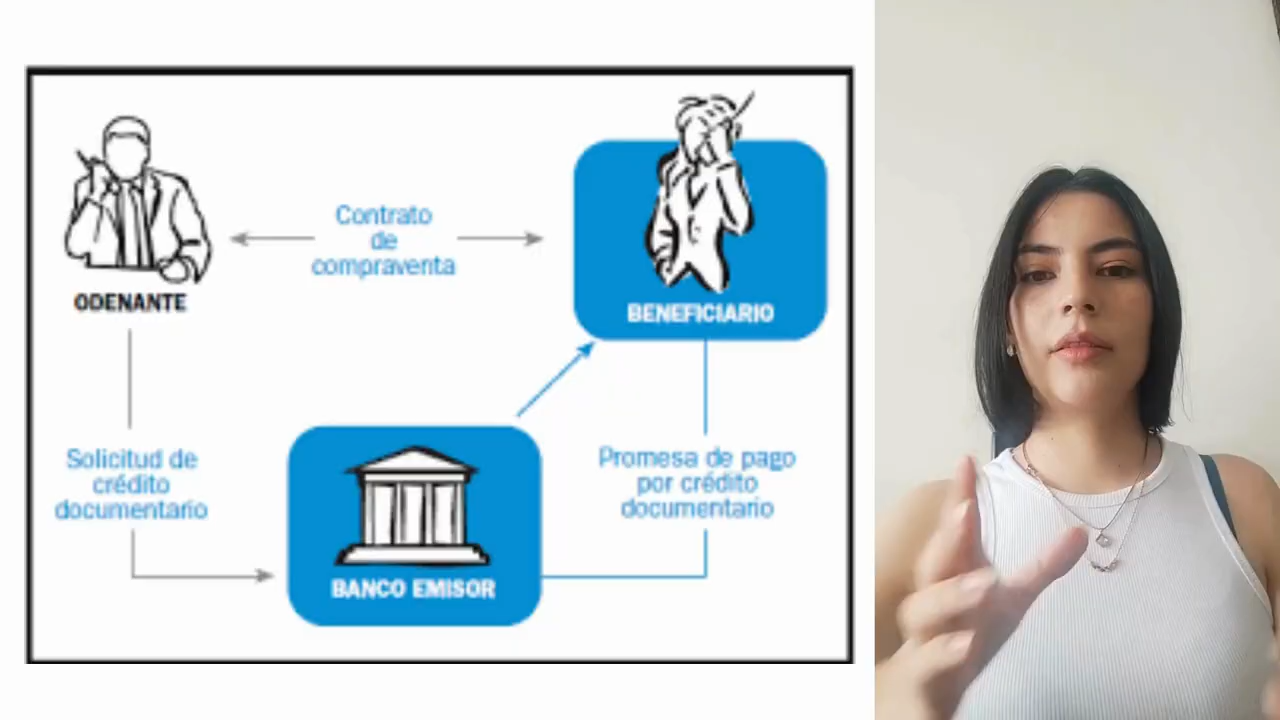 Contrato
de
compraventa
ODENANTE
BENEFICIARIO
Solicitud de
crédito
documentario
Promesa de pago
por crédito
documentario
BANCO EMISOR